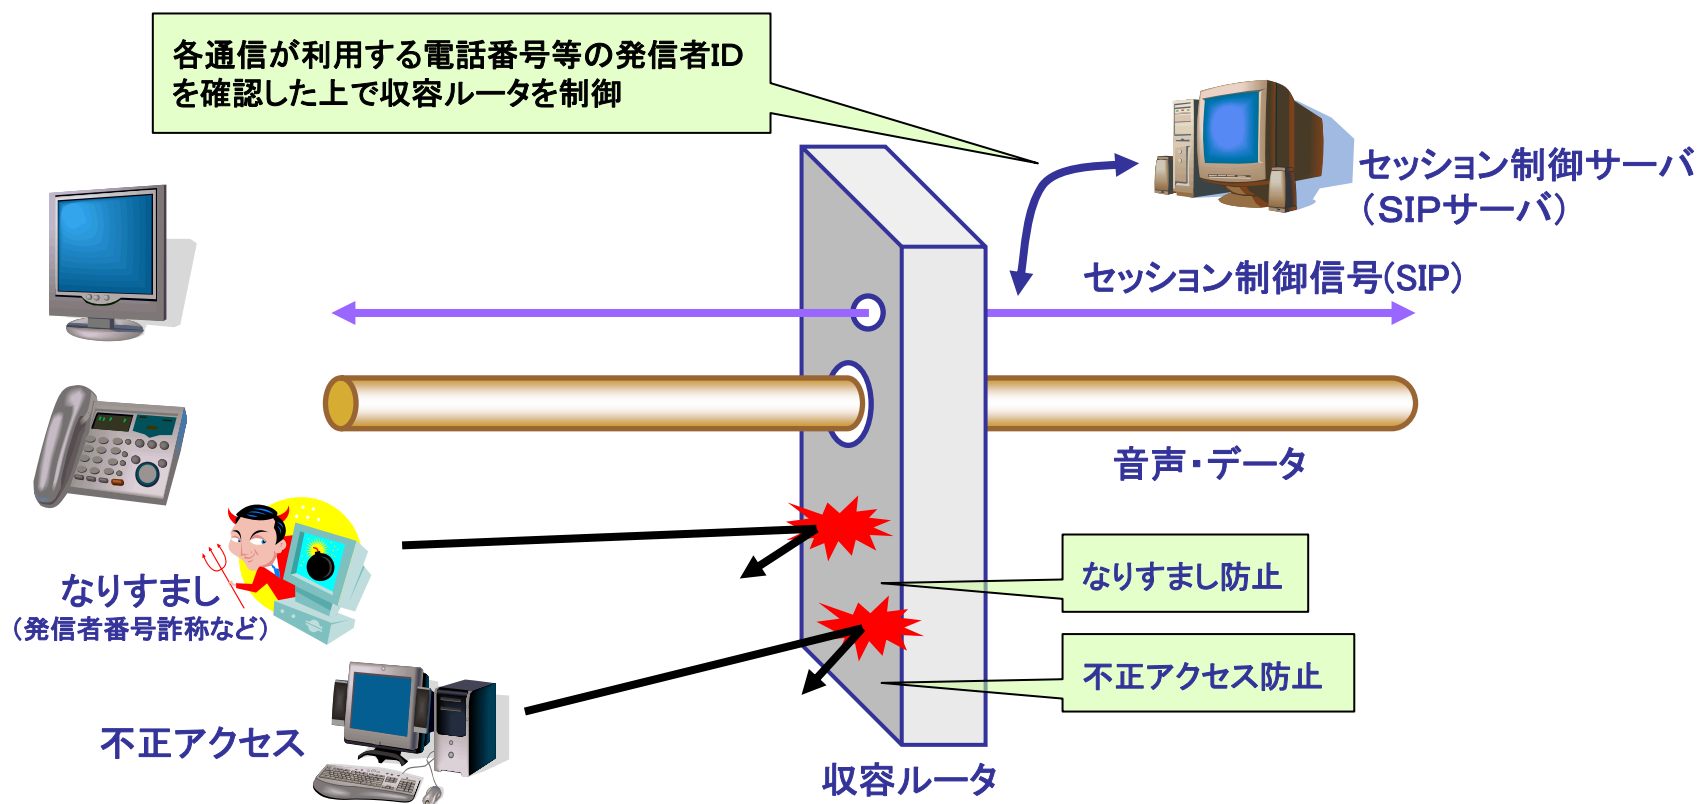 各通信が利用する電話番号等の発信者ID
を確認した上で収容ルータを制御
セッション制御サーバ
（SIPサーバ）
セッション制御信号(SIP)
音声・データ
なりすまし
（発信者番号詐称など）
なりすまし防止
不正アクセス防止
不正アクセス
収容ルータ